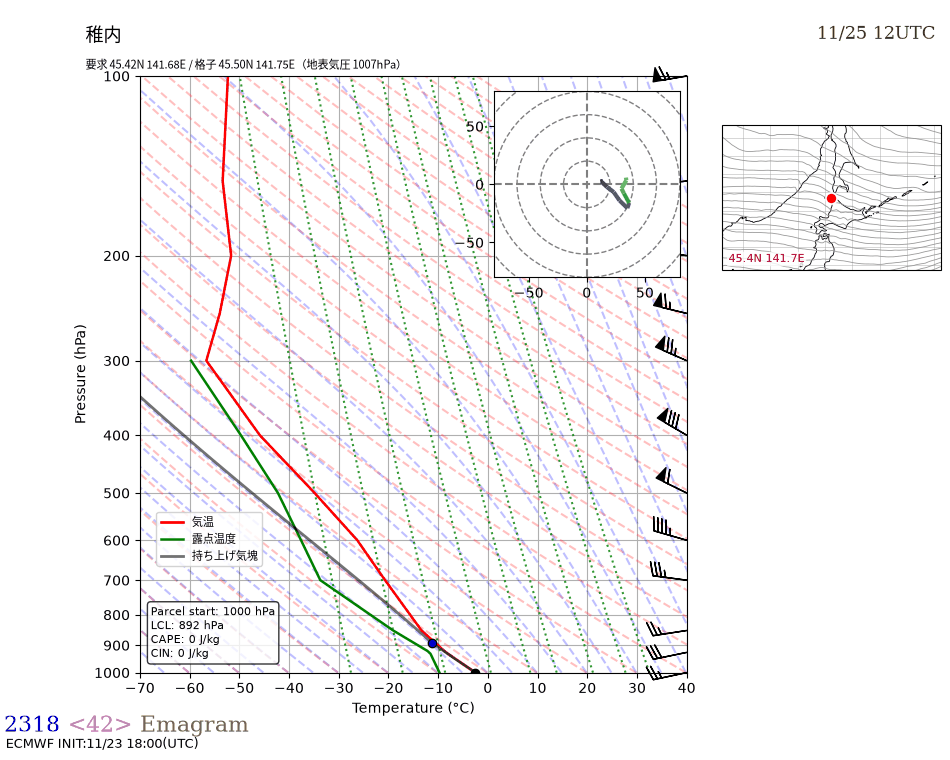 稚内
11/25 12UTC
要求 45.42N 141.68E / 格子 45.50N 141.75E（地表気圧 1007hPa）
100
200
300
400
500
600
700
800
900
1000
Pressure (hPa)
50
0
−50
−50 0 50
45.4N 141.7E
気温
露点温度
持ち上げ気塊
Parcel start: 1000 hPa
LCL: 892 hPa
CAPE: 0 J/kg
CIN: 0 J/kg
−70 −60 −50 −40 −30 −20 −10 0 10 20 30 40
Temperature (°C)
2318 <42> Emagram
ECMWF INIT:11/23 18:00(UTC)